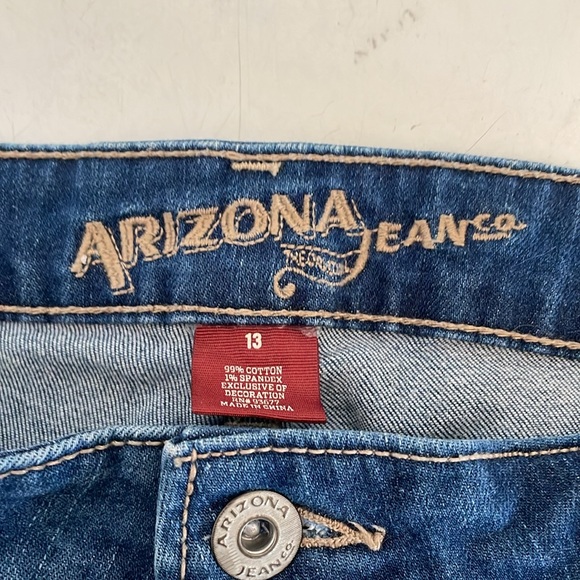 ARIZONA JEAN co.
THE ORIGINAL
13
99% COTTON
1% SPANDEX
EXCLUSIVE OF
DECORATION
RN# 93677
MADE IN CHINA
ARIZONA
JEAN co.